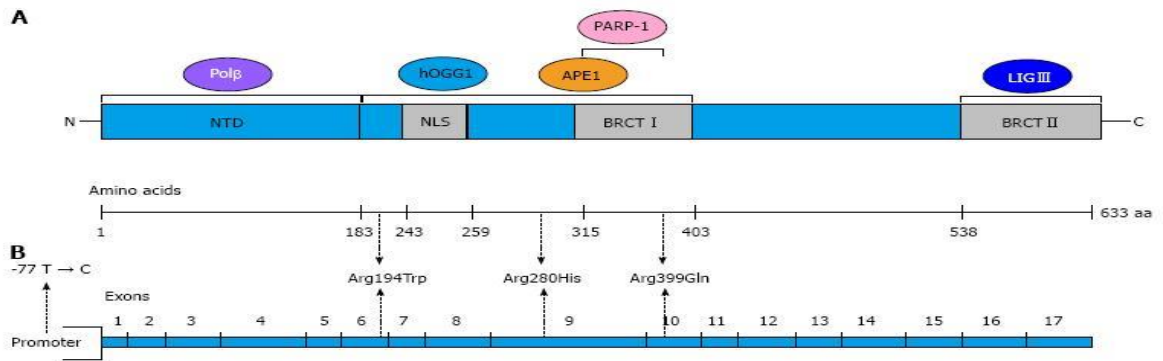 A
PARP-1
Polβ hOGG1 APE1 LIG III
N NTD NLS BRCT I BRCT II C
Amino acids
633 aa
1 183 243 259 315 403 538
B
-77 T → C
Arg194Trp Arg280His Arg399Gln
Exons
1 2 3 4 5 6 7 8 9 10 11 12 13 14 15 16 17
Promoter